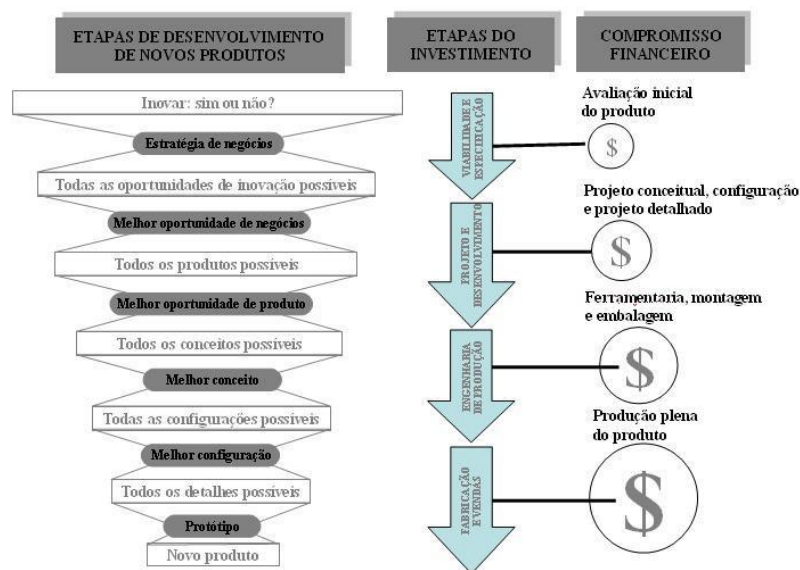 ETAPAS DE DESENVOLVIMENTO
DE NOVOS PRODUTOS
Inovar: sim ou não?
Estratégia de negócios
Todas as oportunidades de inovação possíveis
Melhor oportunidade de negócios
Todos os produtos possíveis
Melhor oportunidade de produto
Todos os conceitos possíveis
Melhor conceito
Todas as configurações possíveis
Melhor configuração
Todos os detalhes possíveis
Protótipo
Novo produto
ETAPAS DO
INVESTIMENTO
VIABILIDADE E
ESPECIFICAÇÃO
PROJETO E
DESENVOLVIMENTO
ENGENHARIA
DE PRODUÇÃO
FABRICAÇÃO
E VENDAS
COMPROMISSO
FINANCEIRO
Avaliação inicial
do produto
$
Projeto conceitual, configuração
e projeto detalhado
$
Ferramentaria, montagem
e embalagem
$
Produção plena
do produto
$